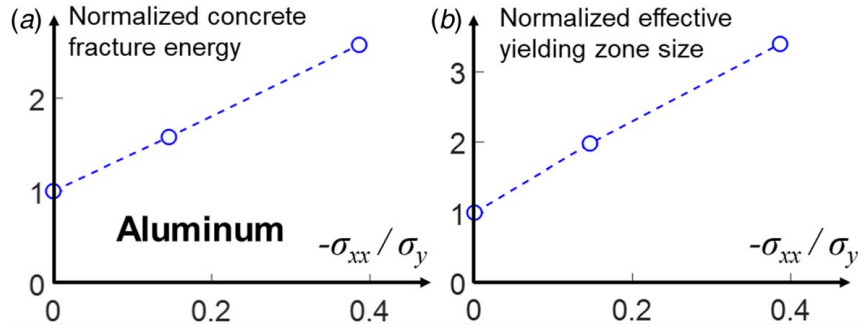 (a) Normalized concrete
fracture energy
2
1
0
Aluminum
-σxx / σy
0 0.2 0.4
(b) Normalized effective
yielding zone size
3
2
1
0
-σxx / σy
0 0.2 0.4